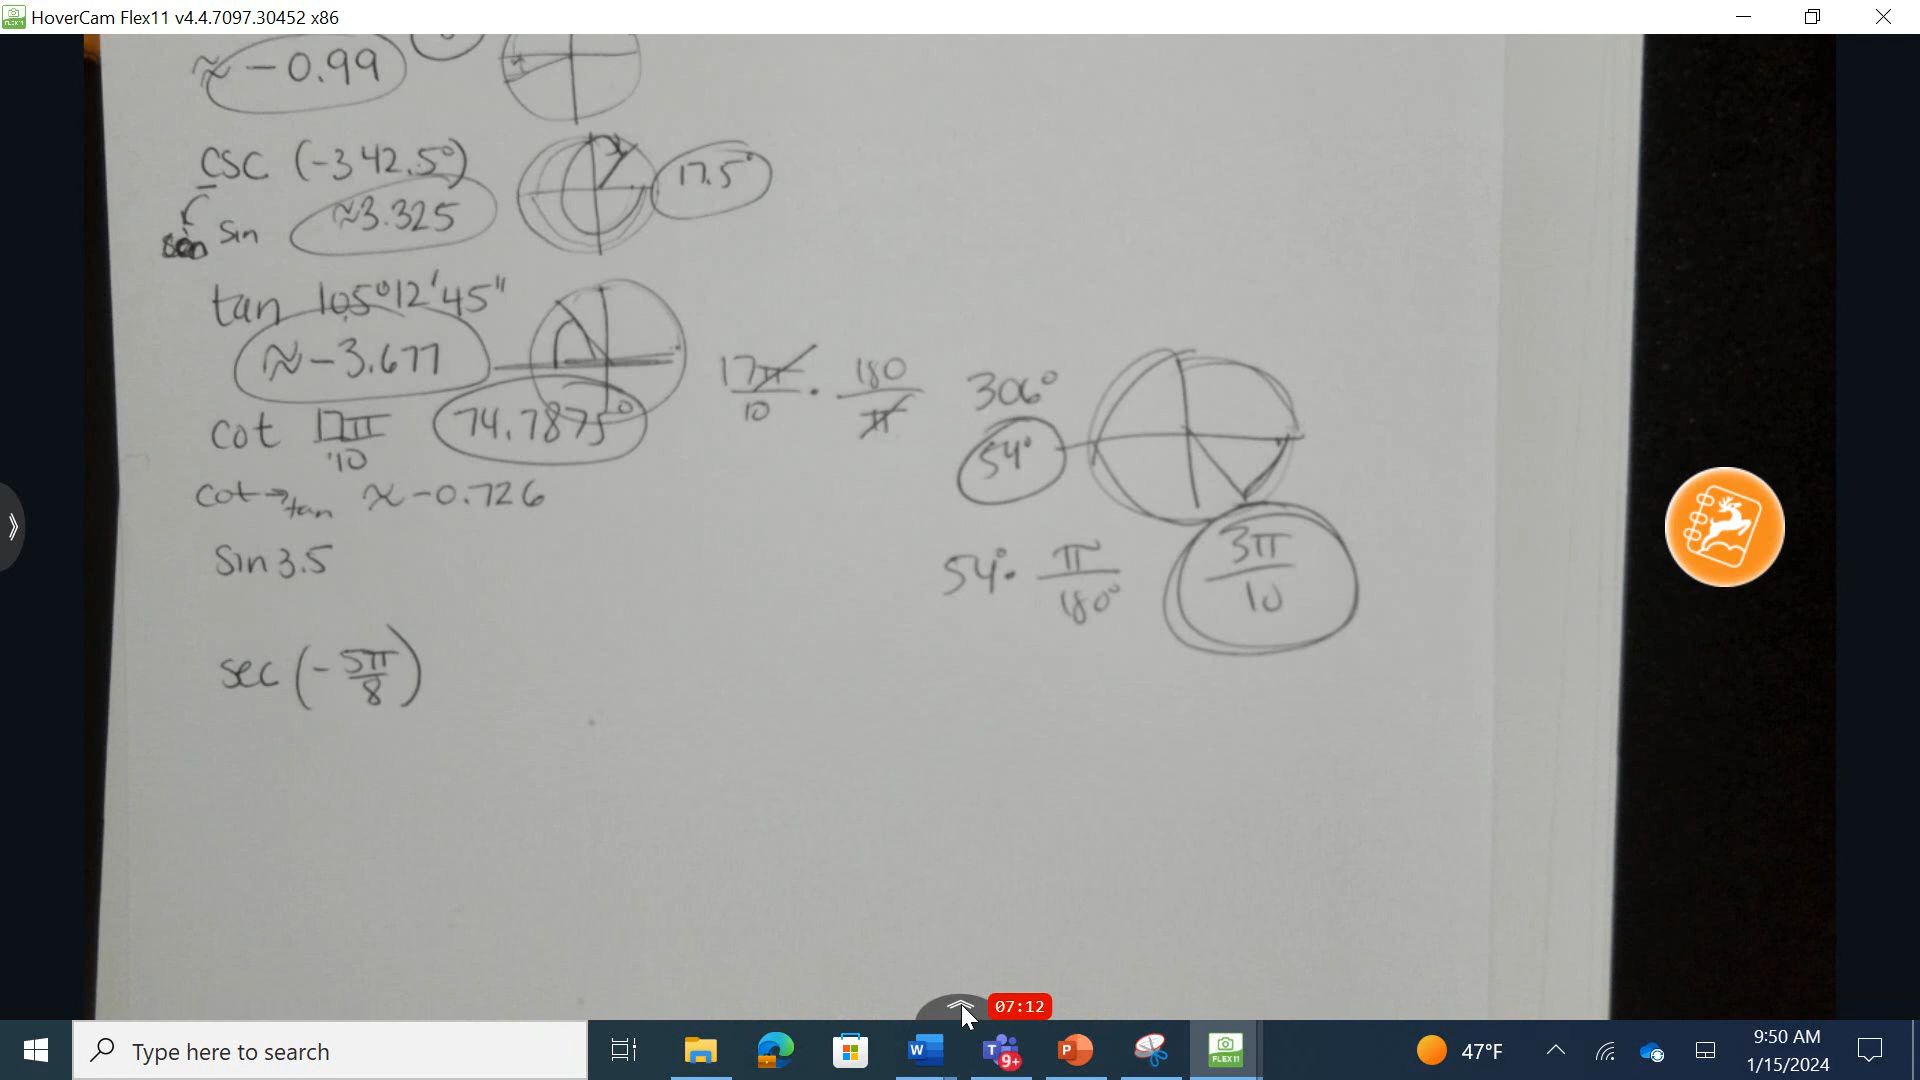 HoverCam Flex11 v4.4.7097.30452 x86
≈ -0.99
csc (-342.5°)
17.5°
sin ≈3.325
tan 105°12'45"
≈ -3.677
cot 17π/10
74.7875°
17π/10 · 180/π
306°
54°
cot → tan ≈ -0.726
sin 3.5
54° · π/180°
3π/10
sec (- 5π/8)
07:12
Type here to search
9+
FLEX11
47°F
9:50 AM
1/15/2024